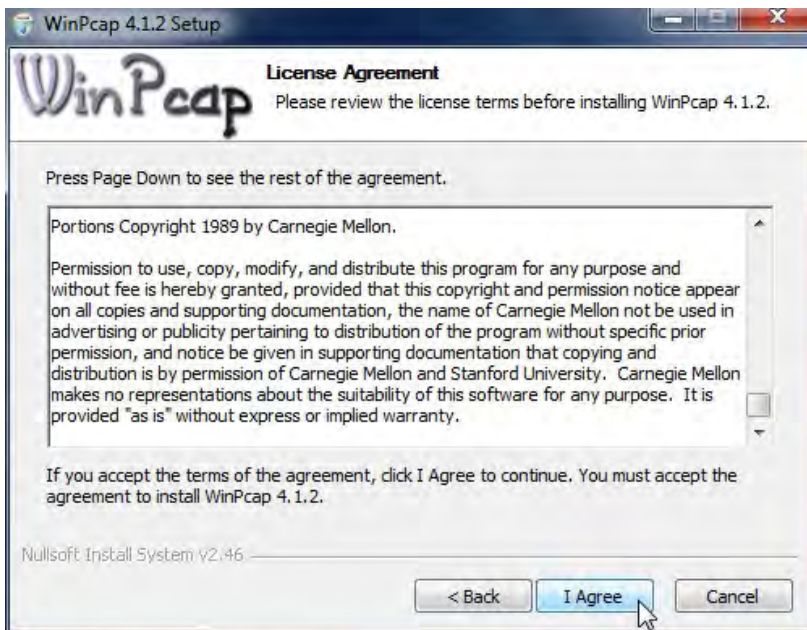 WinPcap 4.1.2 Setup
WinPcap
License Agreement
Please review the license terms before installing WinPcap 4.1.2.
Press Page Down to see the rest of the agreement.
Portions Copyright 1989 by Carnegie Mellon.
Permission to use, copy, modify, and distribute this program for any purpose and
without fee is hereby granted, provided that this copyright and permission notice appear
on all copies and supporting documentation, the name of Carnegie Mellon not be used in
advertising or publicity pertaining to distribution of the program without specific prior
permission, and notice be given in supporting documentation that copying and
distribution is by permission of Carnegie Mellon and Stanford University.  Carnegie Mellon
makes no representations about the suitability of this software for any purpose.  It is
provided "as is" without express or implied warranty.
If you accept the terms of the agreement, click I Agree to continue. You must accept the
agreement to install WinPcap 4.1.2.
Nullsoft Install System v2.46
< Back
I Agree
Cancel